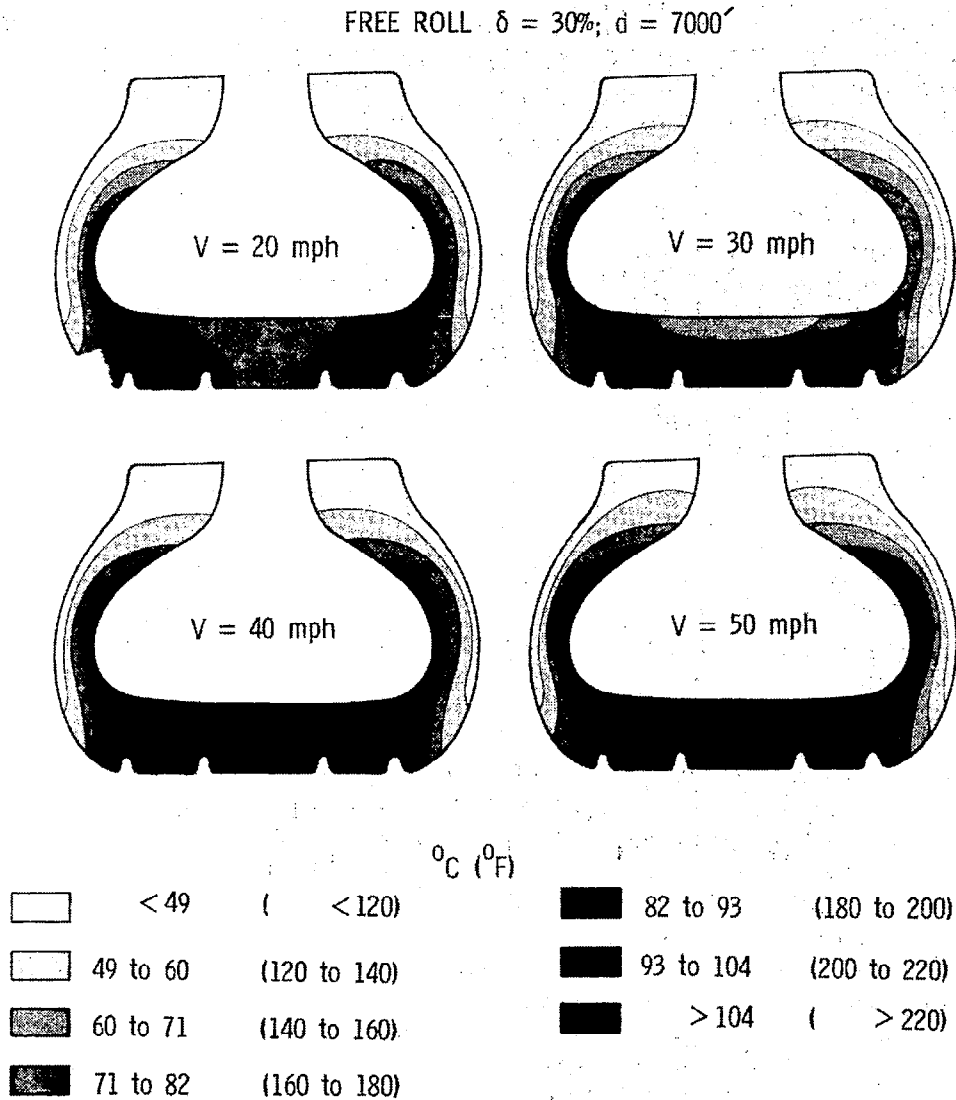 FREE ROLL δ = 30%; d = 7000′
V = 20 mph
V = 30 mph
V = 40 mph
V = 50 mph
°C (°F)
< 49 ( < 120)
49 to 60 (120 to 140)
60 to 71 (140 to 160)
71 to 82 (160 to 180)
82 to 93 (180 to 200)
93 to 104 (200 to 220)
> 104 ( > 220)